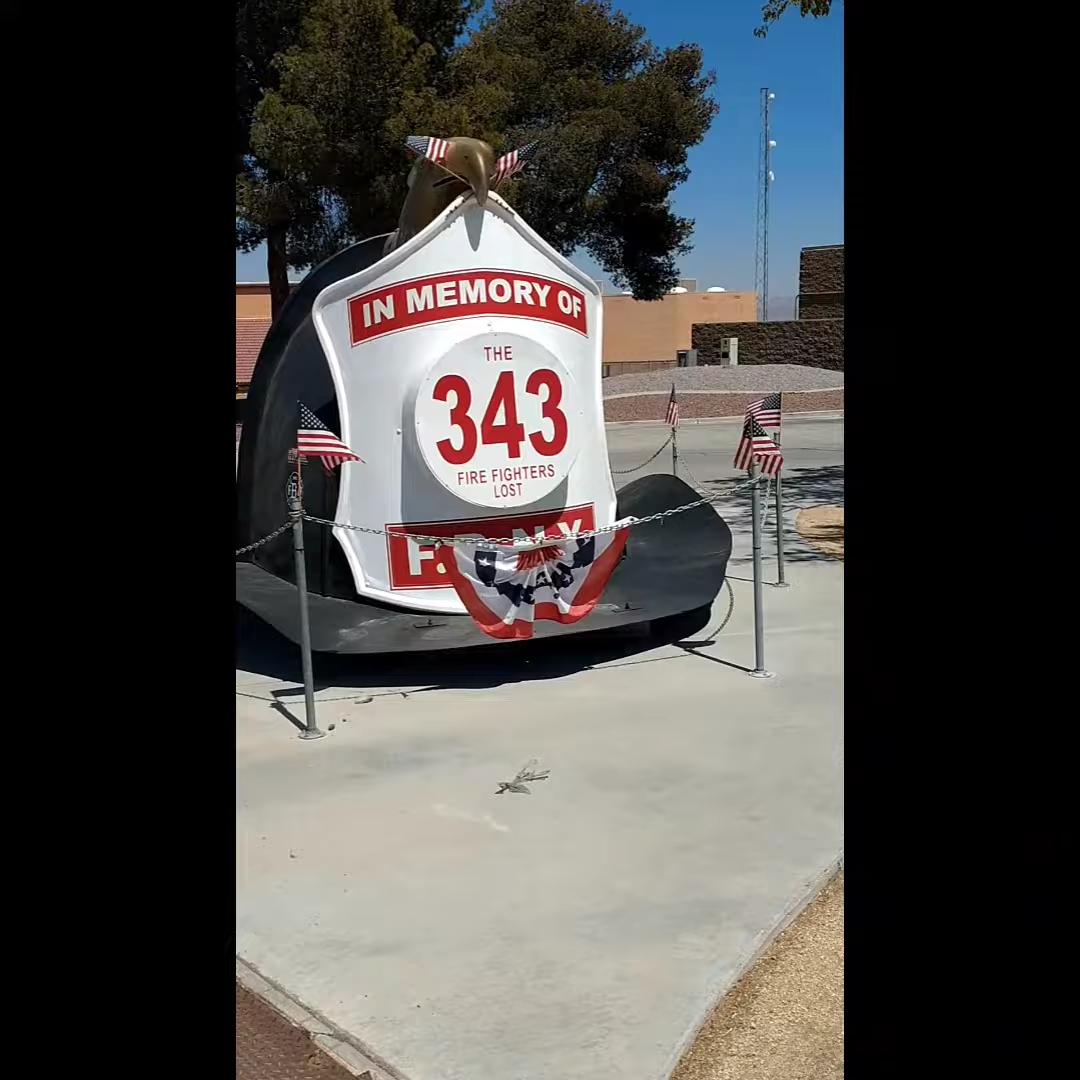 IN MEMORY OF
THE
343
FIRE FIGHTERS
LOST
F.D.N.Y.